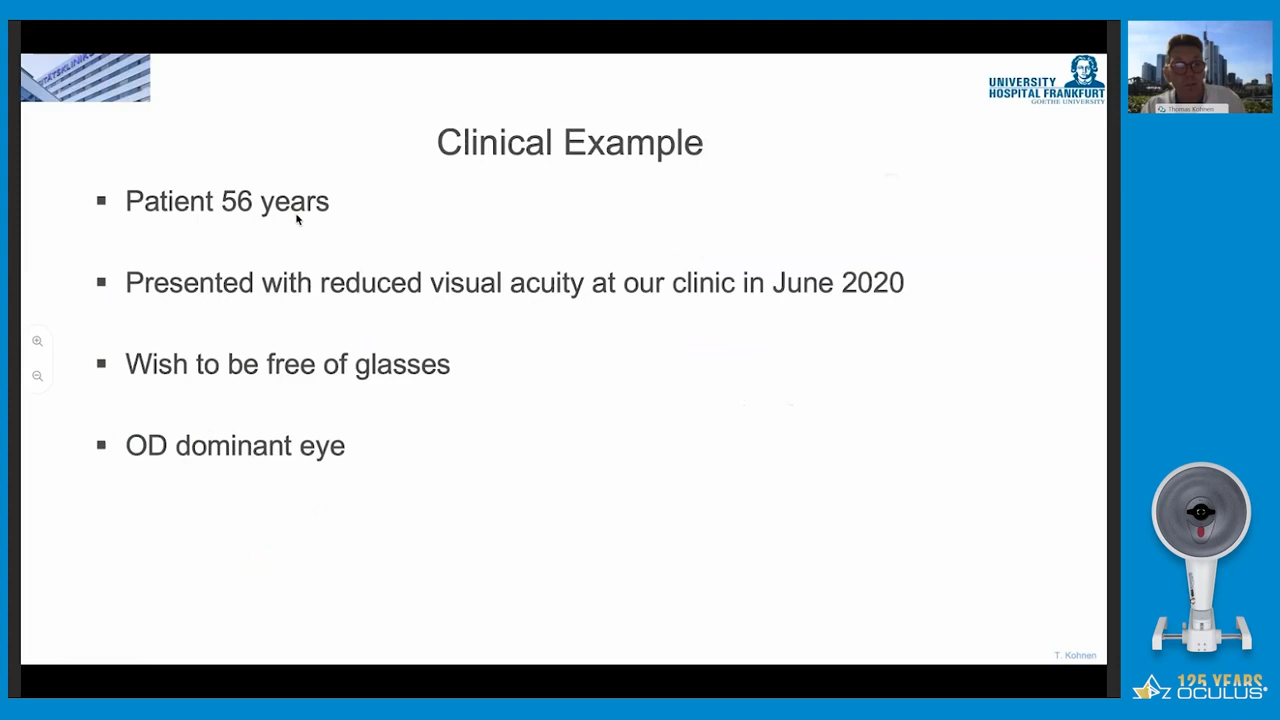 UNIVERSITY
HOSPITAL FRANKFURT
GOETHE UNIVERSITY
Clinical Example
▪ Patient 56 years
▪ Presented with reduced visual acuity at our clinic in June 2020
▪ Wish to be free of glasses
▪ OD dominant eye
T. Kohnen
Thomas Kohnen
125 YEARS
OCULUS®